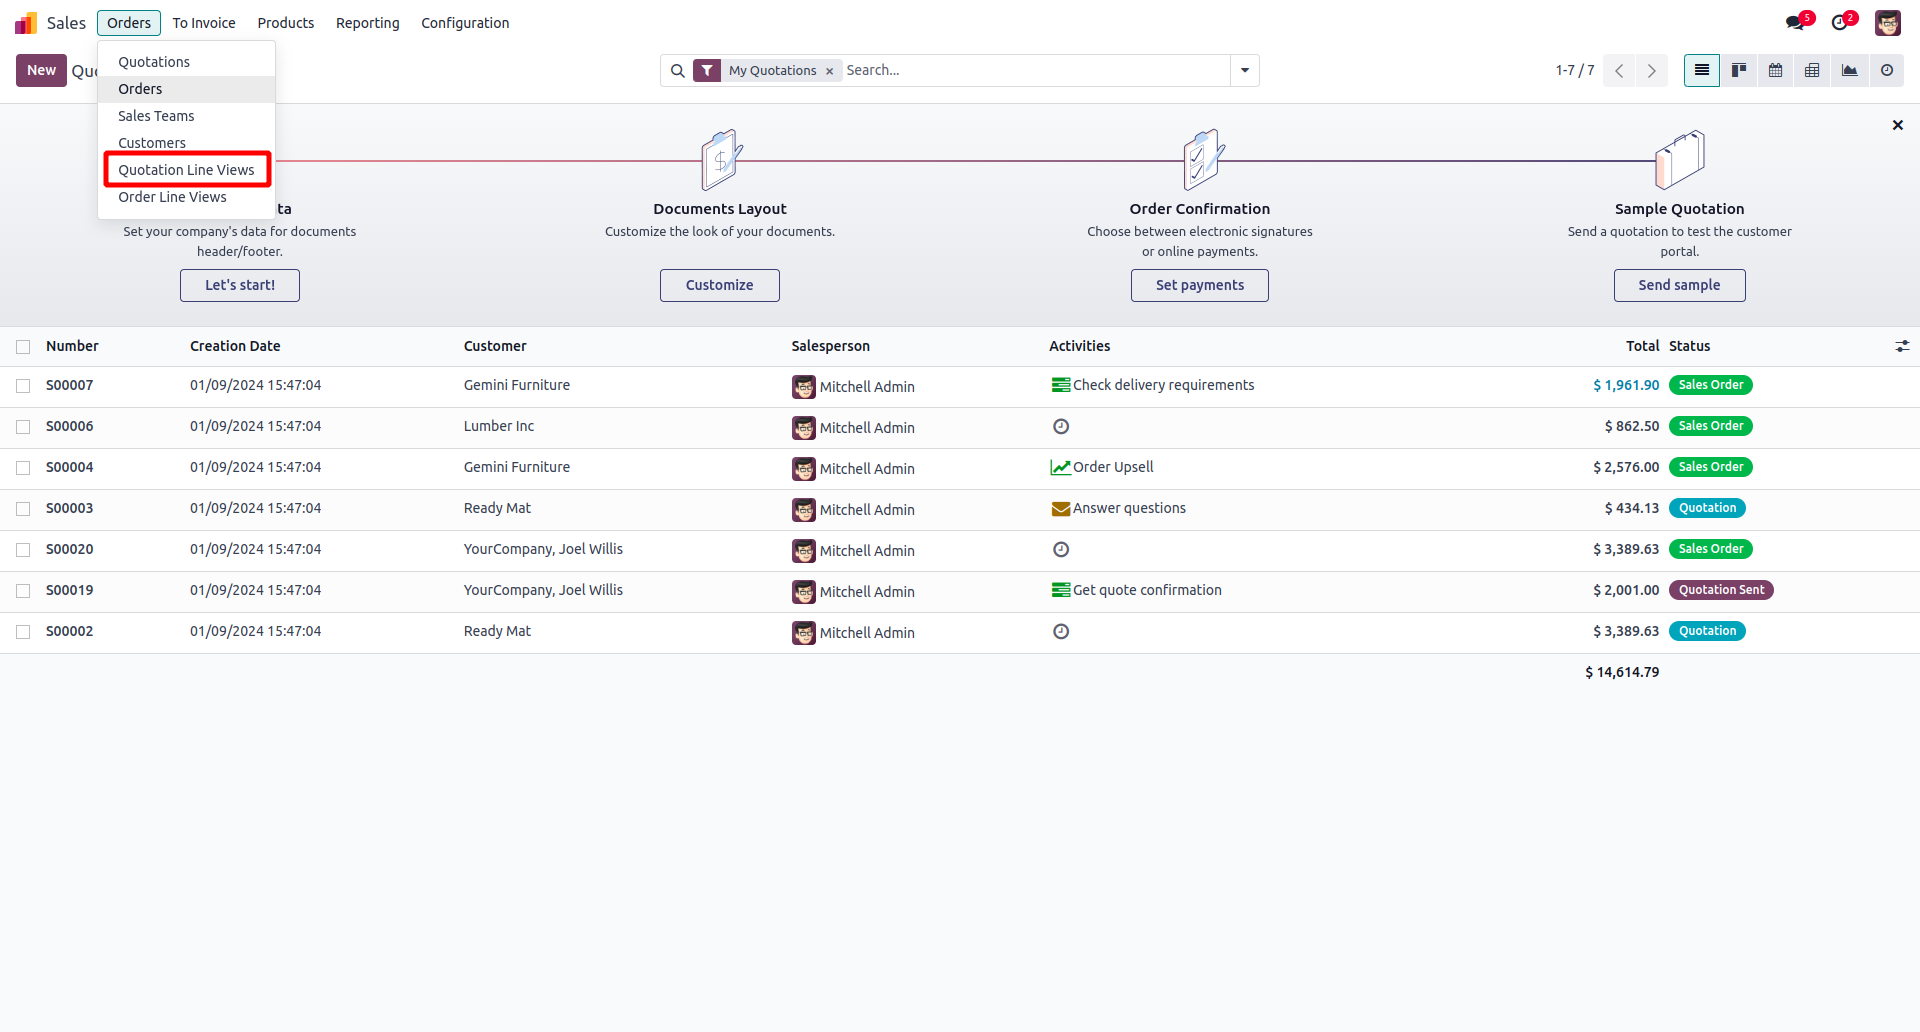 Sales Orders To Invoice Products Reporting Configuration 5 2
New Quo My Quotations × Search... 1-7 / 7
Quotations
Orders
Sales Teams
Customers
Quotation Line Views
Order Line Views
ta
Set your company's data for documents
header/footer.
Let's start!
Documents Layout
Customize the look of your documents.
Customize
Order Confirmation
Choose between electronic signatures
or online payments.
Set payments
Sample Quotation
Send a quotation to test the customer
portal.
Send sample
Number Creation Date Customer Salesperson Activities Total Status
S00007 01/09/2024 15:47:04 Gemini Furniture Mitchell Admin Check delivery requirements $ 1,961.90 Sales Order
S00006 01/09/2024 15:47:04 Lumber Inc Mitchell Admin $ 862.50 Sales Order
S00004 01/09/2024 15:47:04 Gemini Furniture Mitchell Admin Order Upsell $ 2,576.00 Sales Order
S00003 01/09/2024 15:47:04 Ready Mat Mitchell Admin Answer questions $ 434.13 Quotation
S00020 01/09/2024 15:47:04 YourCompany, Joel Willis Mitchell Admin $ 3,389.63 Sales Order
S00019 01/09/2024 15:47:04 YourCompany, Joel Willis Mitchell Admin Get quote confirmation $ 2,001.00 Quotation Sent
S00002 01/09/2024 15:47:04 Ready Mat Mitchell Admin $ 3,389.63 Quotation
$ 14,614.79